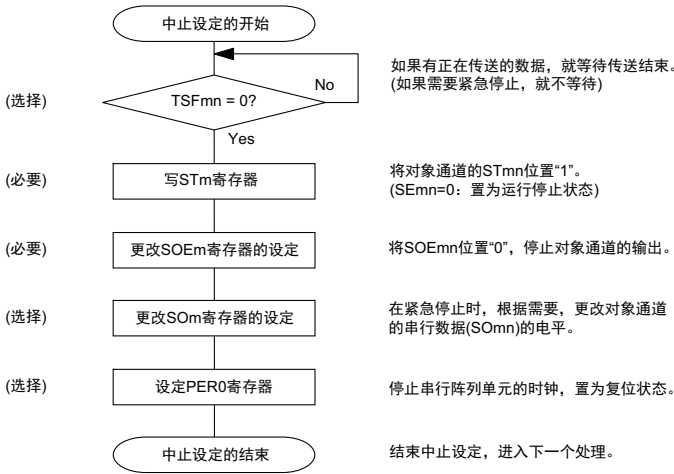 中止设定的开始
如果有正在传送的数据，就等待传送结束。
(如果需要紧急停止，就不等待)
No
(选择)
TSFmn = 0?
Yes
(必要)
写STm寄存器
将对象通道的STmn位置“1”。
(SEmn=0：置为运行停止状态)
(必要)
更改SOEm寄存器的设定
将SOEmn位置“0”，停止对象通道的输出。
(选择)
更改SOm寄存器的设定
在紧急停止时，根据需要，更改对象通道
的串行数据(SOmn)的电平。
(选择)
设定PER0寄存器
停止串行阵列单元的时钟，置为复位状态。
中止设定的结束
结束中止设定，进入下一个处理。